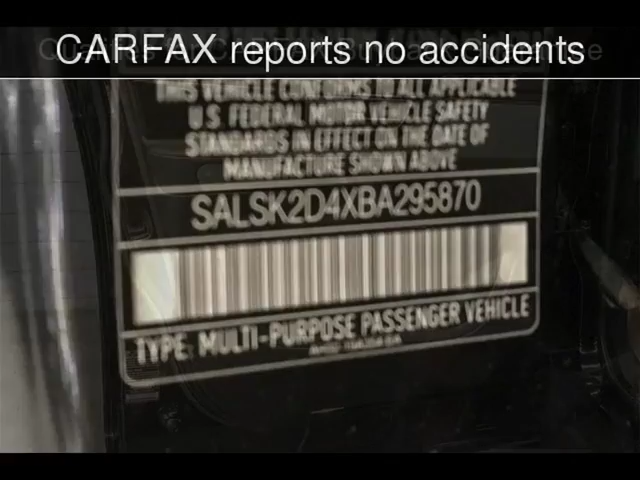 CARFAX reports no accidents
THIS VEHICLE CONFORMS TO ALL APPLICABLE
U.S. FEDERAL MOTOR VEHICLE SAFETY
STANDARDS IN EFFECT ON THE DATE OF
MANUFACTURE SHOWN ABOVE
SALSK2D4XBA295870
TYPE: MULTI-PURPOSE PASSENGER VEHICLE